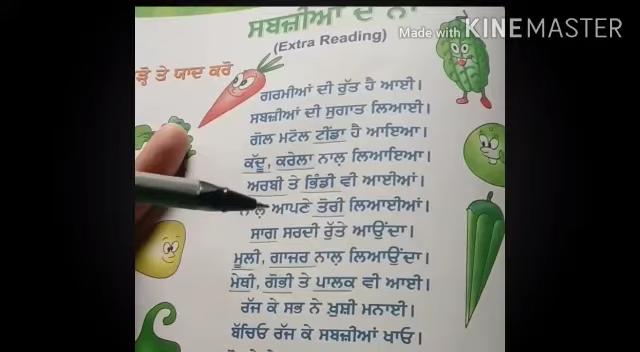 Made with KINEMASTER
ਸਬਜ਼ੀਆਂ ਦੇ ਨਾਂ
(Extra Reading)
ਤੇ ਯਾਦ ਕਰੋ
ਗਰਮੀਆਂ ਦੀ ਰੁੱਤ ਹੈ ਆਈ।
ਸਬਜ਼ੀਆਂ ਦੀ ਸੁਗਾਤ ਲਿਆਈ।
ਗੋਲ ਮਟੋਲ ਟੀਂਡਾ ਹੈ ਆਇਆ।
ਕੱਦੂ, ਕਰੇਲਾ ਨਾਲ਼ ਲਿਆਇਆ।
ਅਰਬੀ ਤੇ ਭਿੰਡੀ ਵੀ ਆਈਆਂ।
ਨਾਲ਼ ਆਪਣੇ ਤੋਰੀ ਲਿਆਈਆਂ।
ਸਾਗ ਸਰਦੀ ਰੁੱਤੇ ਆਉਂਦਾ।
ਮੂਲੀ, ਗਾਜਰ ਨਾਲ਼ ਲਿਆਉਂਦਾ।
ਮੇਥੀ, ਗੋਭੀ ਤੇ ਪਾਲਕ ਵੀ ਆਈ।
ਰੱਜ ਕੇ ਸਭ ਨੇ ਖ਼ੁਸ਼ੀ ਮਨਾਈ।
ਬੱਚਿਓ ਰੱਜ ਕੇ ਸਬਜ਼ੀਆਂ ਖਾਓ।